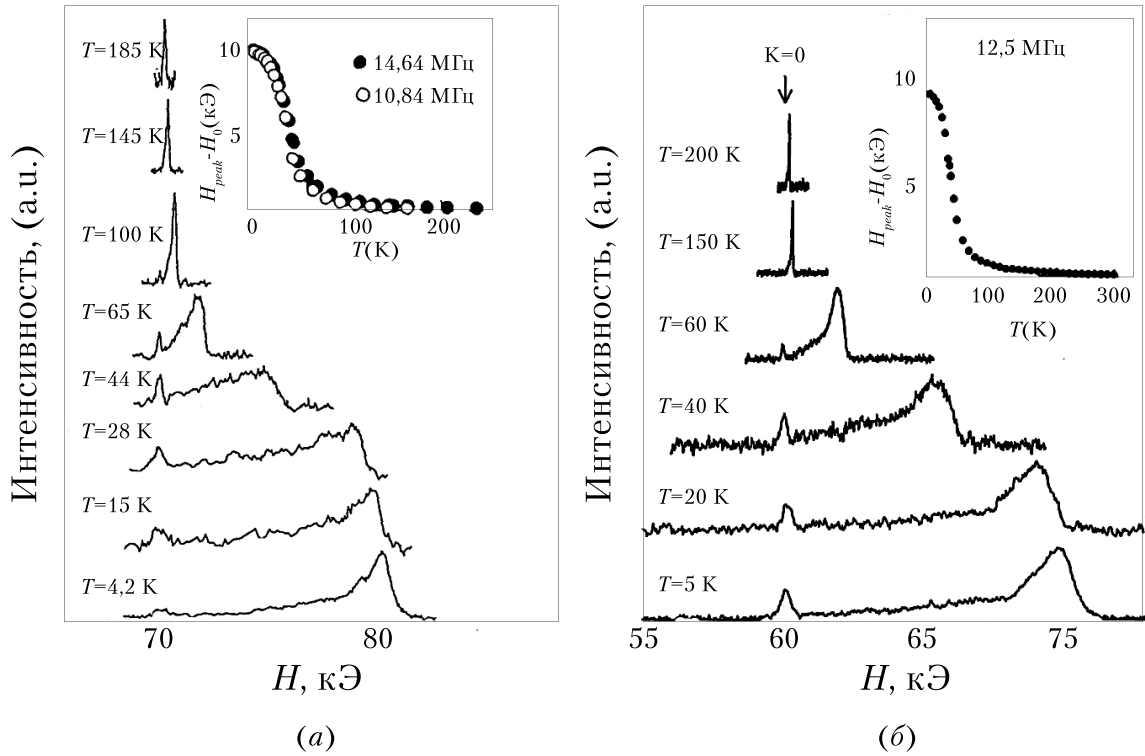 Интенсивность, (a.u.)
T=185 K
T=145 K
T=100 K
T=65 K
T=44 K
T=28 K
T=15 K
T=4,2 K
H_peak-H_0(кЭ)
10
5
14,64 МГц
10,84 МГц
0 100 200
T(K)
70 80
H, кЭ
(а)
Интенсивность, (a.u.)
K=0
T=200 K
T=150 K
T=60 K
T=40 K
T=20 K
T=5 K
12,5 МГц
H_peak-H_0(кЭ)
10
5
0 100 200 300
T(K)
55 60 65 75
H, кЭ
(б)